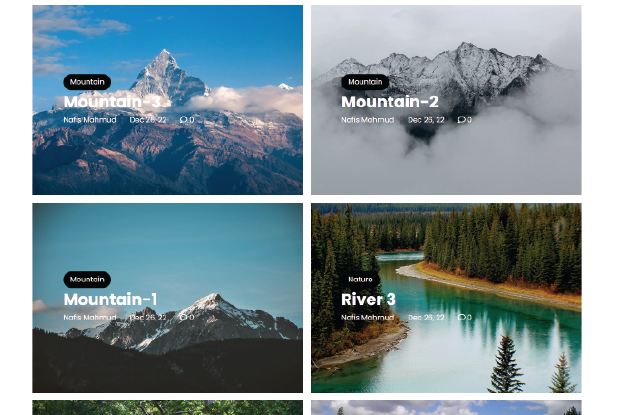 Mountain
Mountain-3
Nafis Mahmud Dec 26, 22 0
Mountain
Mountain-2
Nafis Mahmud Dec 26, 22 0
Mountain
Mountain-1
Nafis Mahmud Dec 26, 22 0
Nature
River 3
Nafis Mahmud Dec 26, 22 0